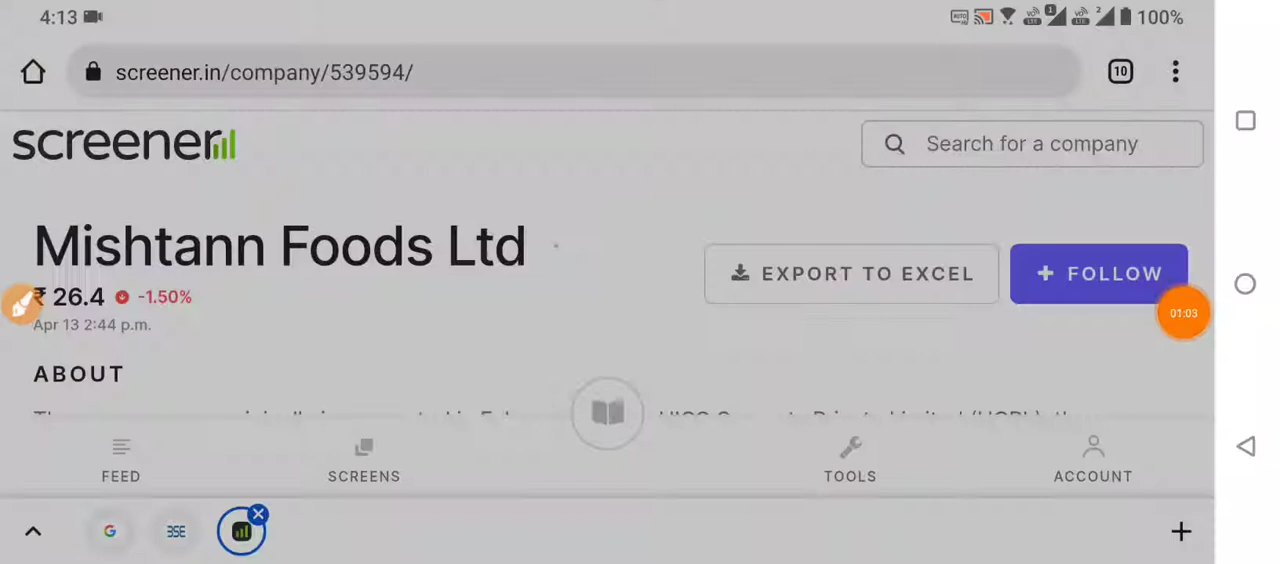 4:13
100%
screener.in/company/539594/
10
screener
Search for a company
Mishtann Foods Ltd
EXPORT TO EXCEL
+ FOLLOW
₹ 26.4 -1.50%
01:03
Apr 13 2:44 p.m.
ABOUT
FEED
SCREENS
TOOLS
ACCOUNT
G
BSE